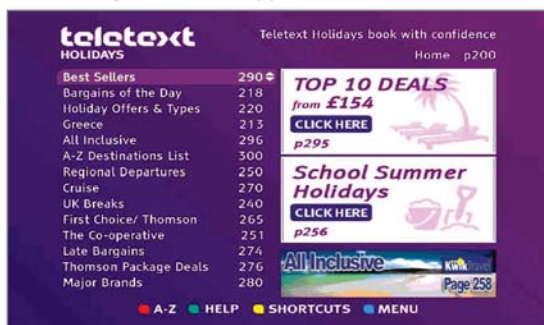 teletext
HOLIDAYS
Teletext Holidays book with confidence
Home p200
Best Sellers 290
Bargains of the Day 218
Holiday Offers & Types 220
Greece 213
All Inclusive 296
A-Z Destinations List 300
Regional Departures 250
Cruise 270
UK Breaks 240
First Choice/ Thomson 265
The Co-operative 251
Late Bargains 274
Thomson Package Deals 276
Major Brands 280
TOP 10 DEALS
from £154
CLICK HERE
p295
School Summer
Holidays
CLICK HERE
p256
All Inclusive
Kwiktravel
Page 258
A-Z HELP SHORTCUTS MENU